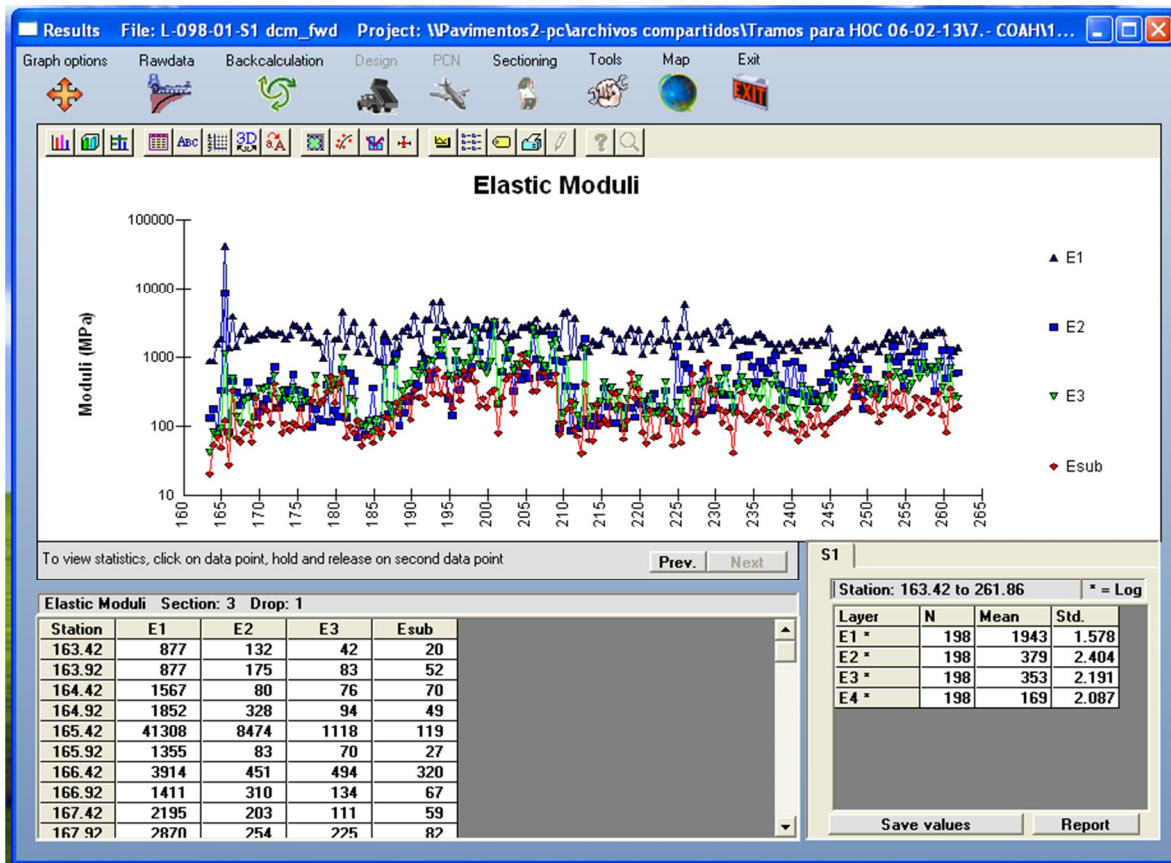 Results File: L-098-01-S1 dcm_fwd Project: \\Pavimentos2-pc\archivos compartidos\Tramos para HOC 06-02-13\7.- COAH\1...
Graph options Rawdata Backcalculation Design PCN Sectioning Tools Map Exit
EXIT
ABC 3D
Elastic Moduli
Moduli (MPa)
100000
10000
1000
100
10
160 165 170 175 180 185 190 195 200 205 210 215 220 225 230 235 240 245 250 255 260 265
E1
E2
E3
Esub
To view statistics, click on data point, hold and release on second data point Prev. Next
Elastic Moduli Section: 3 Drop: 1
Station E1 E2 E3 Esub
163.42 877 132 42 20
163.92 877 175 83 52
164.42 1567 80 76 70
164.92 1852 328 94 49
165.42 41308 8474 1118 119
165.92 1355 83 70 27
166.42 3914 451 494 320
166.92 1411 310 134 67
167.42 2195 203 111 59
167.92 2870 254 225 82
S1
Station: 163.42 to 261.86 * = Log
Layer N Mean Std.
E1 * 198 1943 1.578
E2 * 198 379 2.404
E3 * 198 353 2.191
E4 * 198 169 2.087
Save values Report